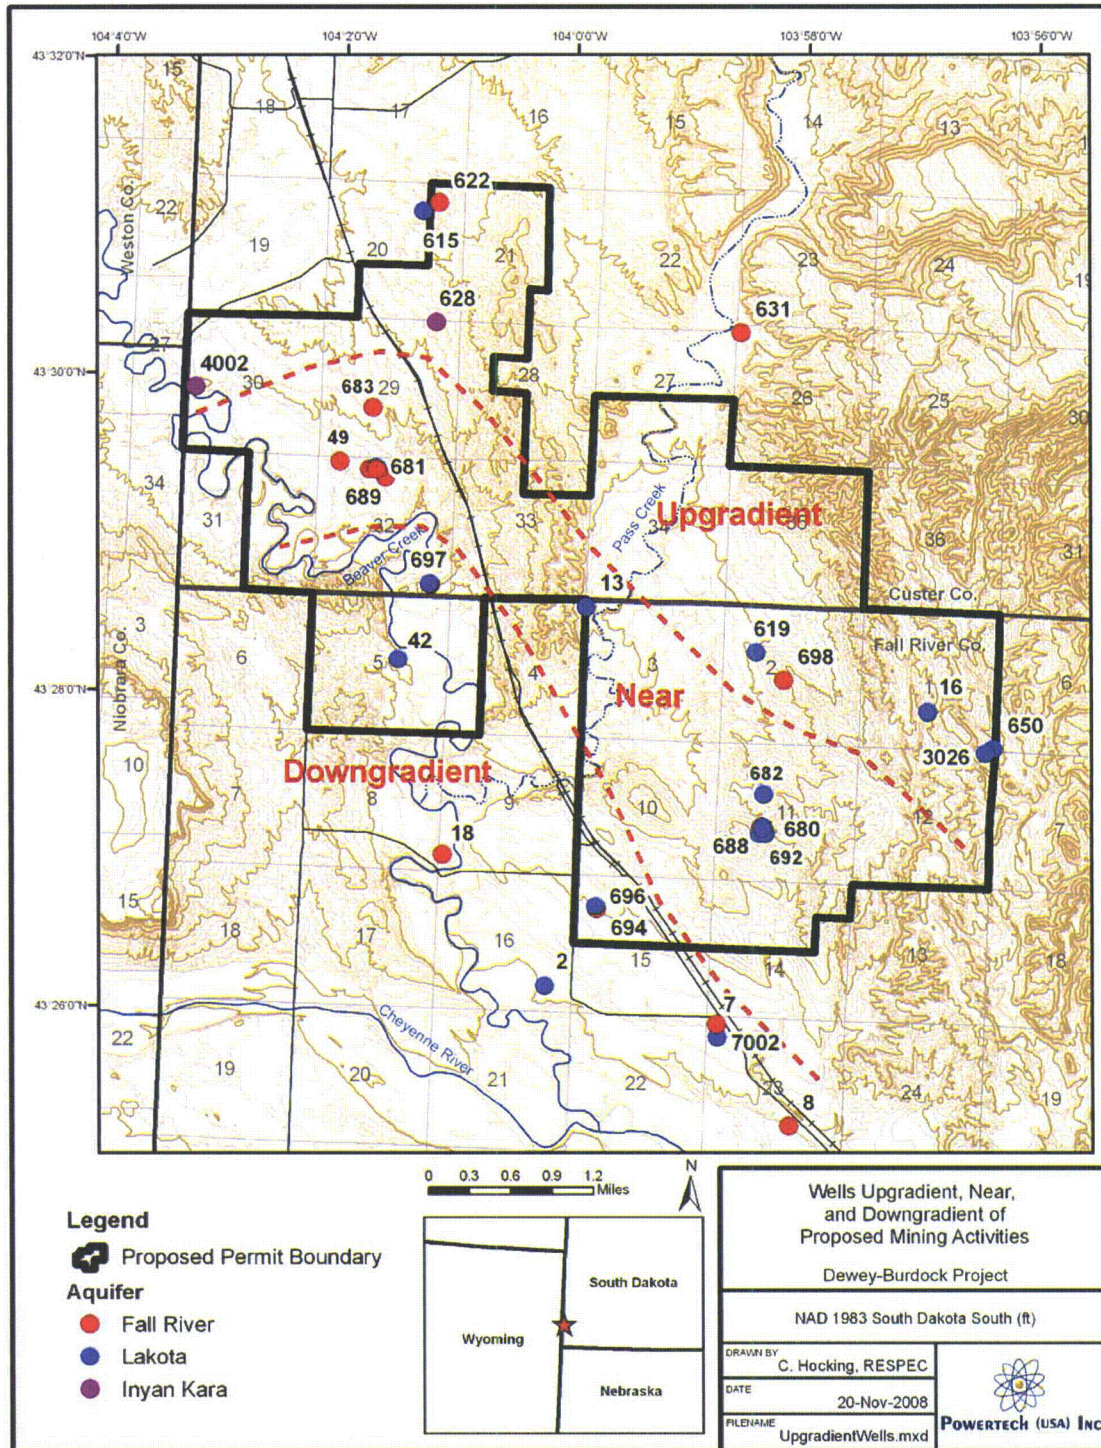 104°4'0"W
104°2'0"W
104°0'0"W
103°58'0"W
103°56'0"W
43°32'0"N
15
18
17
16
15
14
13
22
Weston Co.
19
20
622
615
21
22
23
24
19
628
631
27
4002
30
43°30'0"N
683
29
28
27
26
25
30
49
681
689
34
31
32
33
34
35
36
31
Upgradient
Pass Creek
Beaver Creek
697
13
Custer Co.
3
6
42
5
4
3
619
2
698
Fall River Co.
1
16
6
43°28'0"N
Niobrara Co.
Near
650
3026
10
7
Downgradient
8
9
10
682
11
12
7
18
688
680
692
15
18
17
16
696
694
15
14
13
18
2
43°26'0"N
7
7002
22
19
20
Cheyenne River
21
22
23
8
24
19
0 0.3 0.6 0.9 1.2
Miles
N
Legend
Proposed Permit Boundary
Aquifer
Fall River
Lakota
Inyan Kara
South Dakota
Wyoming
Nebraska
Wells Upgradient, Near,
and Downgradient of
Proposed Mining Activities
Dewey-Burdock Project
NAD 1983 South Dakota South (ft)
DRAWN BY
C. Hocking, RESPEC
DATE
20-Nov-2008
FILENAME
UpgradientWells.mxd
POWERTECH (USA) INC